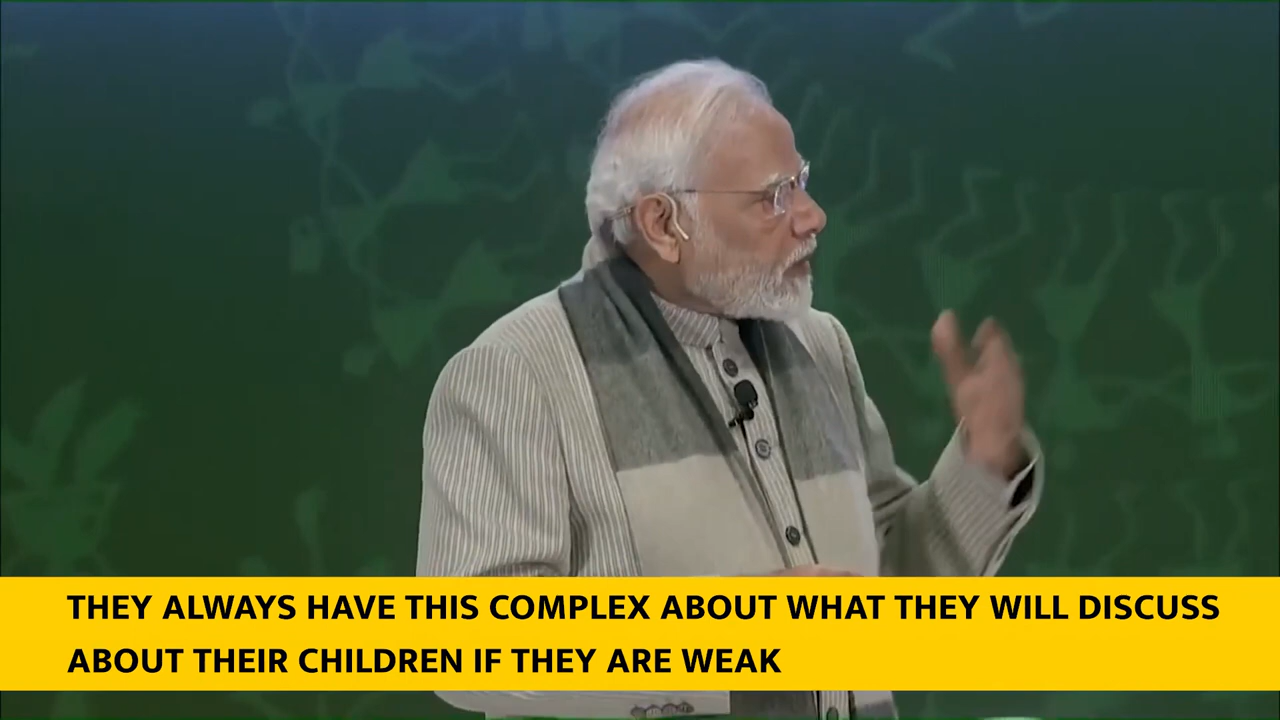 THEY ALWAYS HAVE THIS COMPLEX ABOUT WHAT THEY WILL DISCUSS
ABOUT THEIR CHILDREN IF THEY ARE WEAK